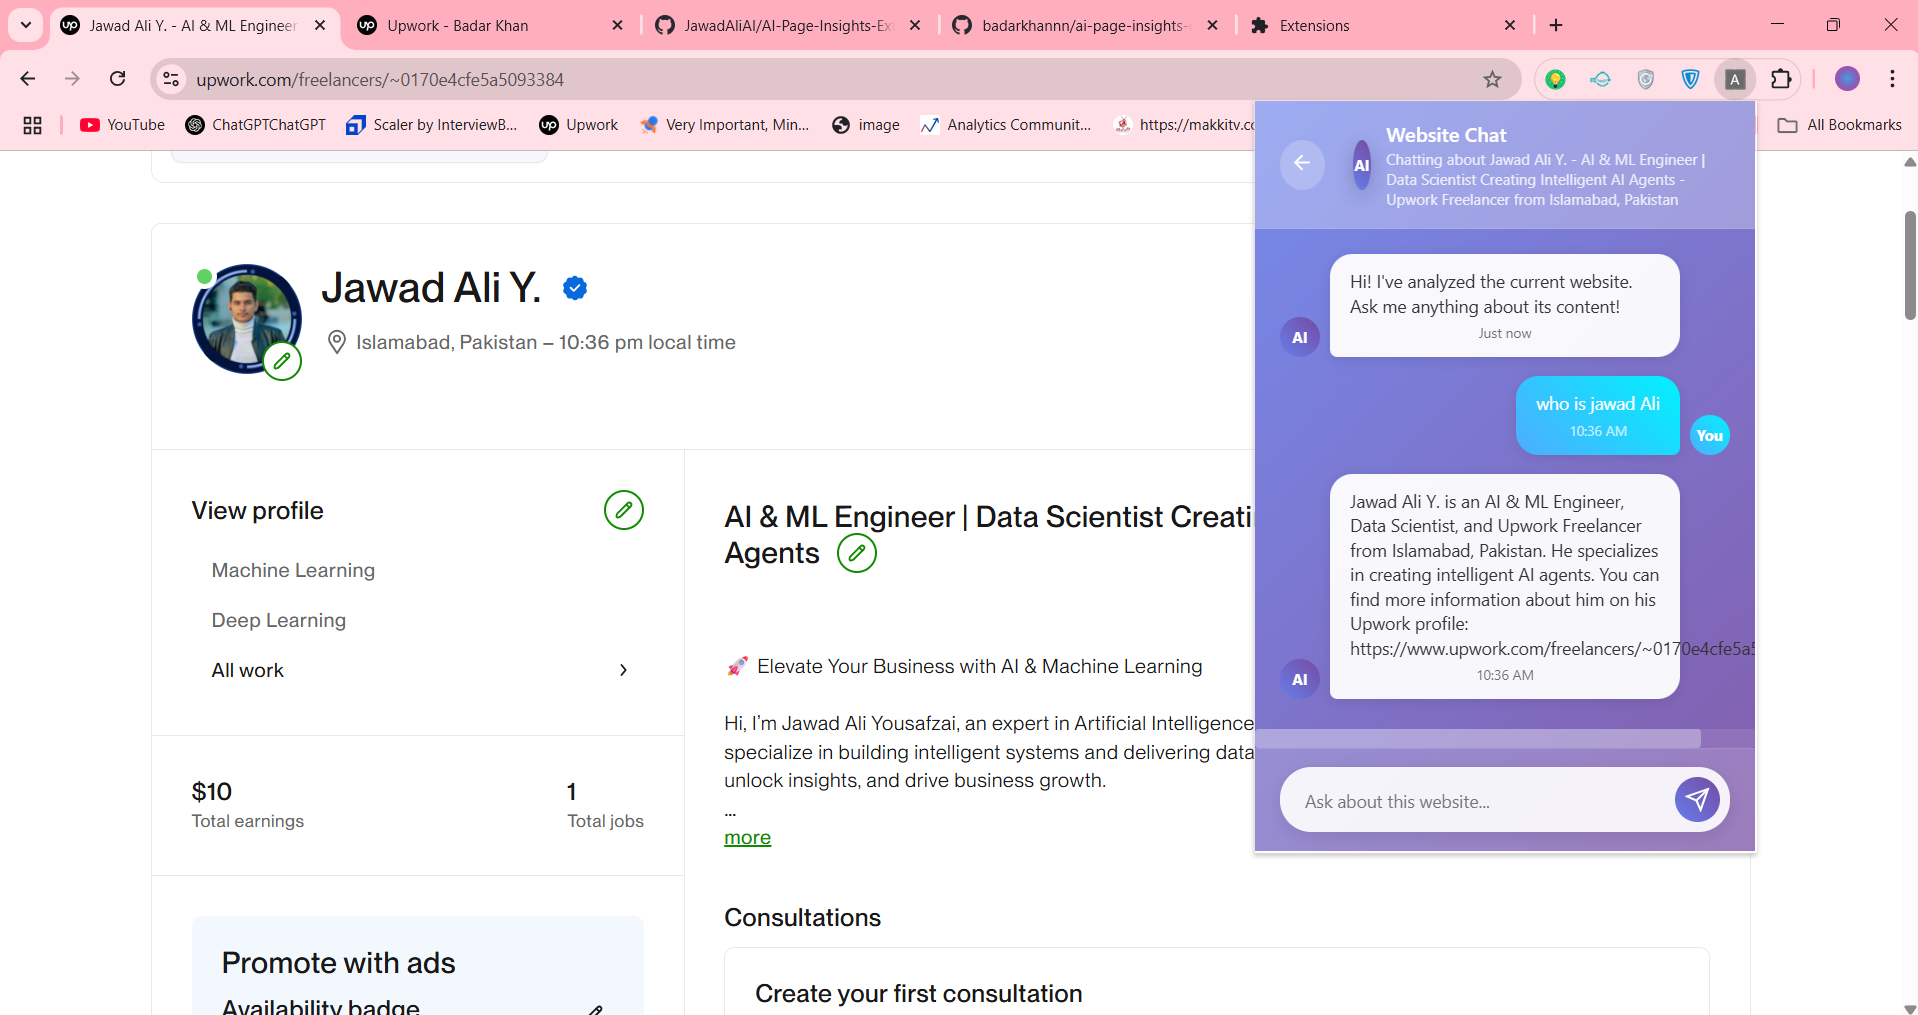 Jawad Ali Y. - AI & ML Engineer
Upwork - Badar Khan
JawadAliAI/AI-Page-Insights-Ex
badarkhannn/ai-page-insights-
Extensions
upwork.com/freelancers/~0170e4cfe5a5093384
A
YouTube
ChatGPTChatGPT
Scaler by InterviewB...
Upwork
Very Important, Min...
image
Analytics Communit...
https://makkitv.co
All Bookmarks
Jawad Ali Y.
Islamabad, Pakistan – 10:36 pm local time
View profile
Machine Learning
Deep Learning
All work
$10
Total earnings
1
Total jobs
Promote with ads
Availability badge
AI & ML Engineer | Data Scientist Creati
Agents
🚀 Elevate Your Business with AI & Machine Learning
Hi, I’m Jawad Ali Yousafzai, an expert in Artificial Intelligence
specialize in building intelligent systems and delivering data
unlock insights, and drive business growth.
...
more
Consultations
Create your first consultation
AI
Website Chat
Chatting about Jawad Ali Y. - AI & ML Engineer |
Data Scientist Creating Intelligent AI Agents -
Upwork Freelancer from Islamabad, Pakistan
Hi! I've analyzed the current website.
Ask me anything about its content!
Just now
AI
who is jawad Ali
10:36 AM
You
Jawad Ali Y. is an AI & ML Engineer,
Data Scientist, and Upwork Freelancer
from Islamabad, Pakistan. He specializes
in creating intelligent AI agents. You can
find more information about him on his
Upwork profile:
https://www.upwork.com/freelancers/~0170e4cfe5a5
10:36 AM
AI
Ask about this website...